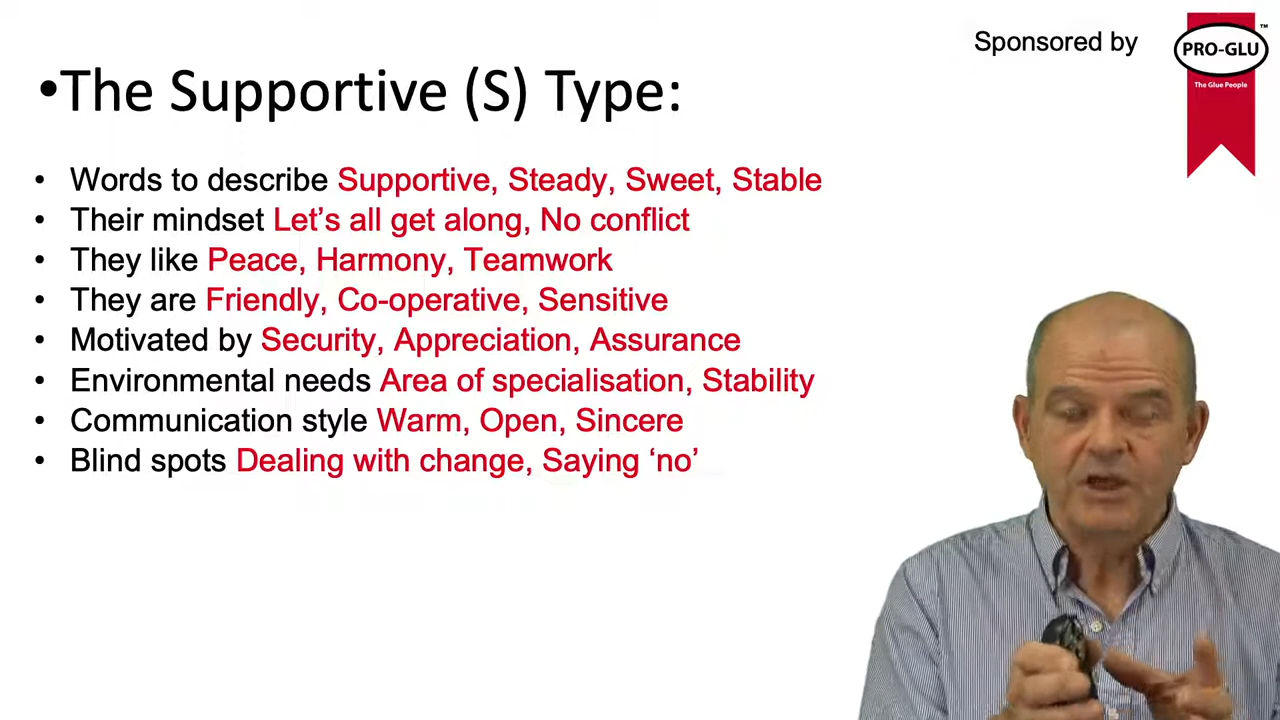 Sponsored by
PRO-GLU
™
The Glue People
•The Supportive (S) Type:
• Words to describe Supportive, Steady, Sweet, Stable
• Their mindset Let’s all get along, No conflict
• They like Peace, Harmony, Teamwork
• They are Friendly, Co-operative, Sensitive
• Motivated by Security, Appreciation, Assurance
• Environmental needs Area of specialisation, Stability
• Communication style Warm, Open, Sincere
• Blind spots Dealing with change, Saying ‘no’